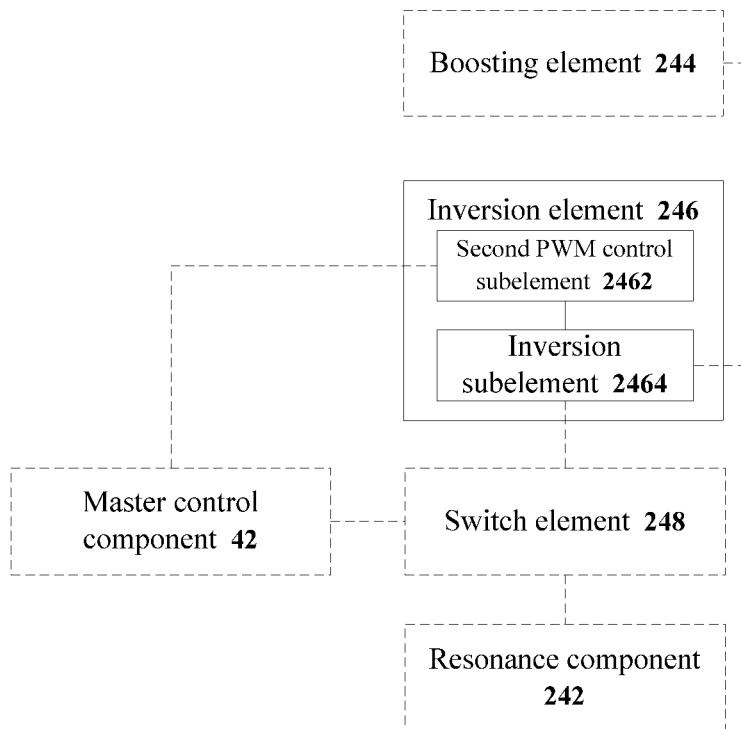 Boosting element 244
Inversion element 246
Second PWM control
subelement 2462
Inversion
subelement 2464
Master control
component 42
Switch element 248
Resonance component
242